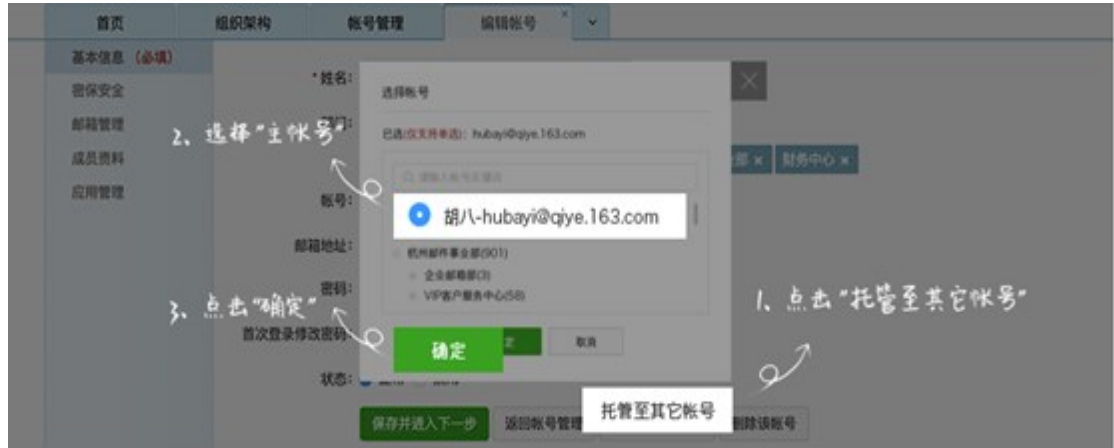 首页 组织架构 帐号管理 编辑帐号 ×
基本信息 (必填)
密保安全
邮箱管理
成员资料
应用管理
*姓名:
选择帐号
已选(仅支持单选): hubay@qiye.163.com
2、选择"主帐号"
部 × 财务中心 ×
帐号:
胡八-hubayi@qiye.163.com
邮箱地址:
杭州邮件事业部(901)
企业邮箱部(3)
VIP客户服务中心(58)
密码:
1、点击"托管至其它帐号"
3、点击"确定"
首次登录修改密码:
确定 定 取消
状态:
托管至其它帐号
保存并进入下一步 返回帐号管理 删除该帐号